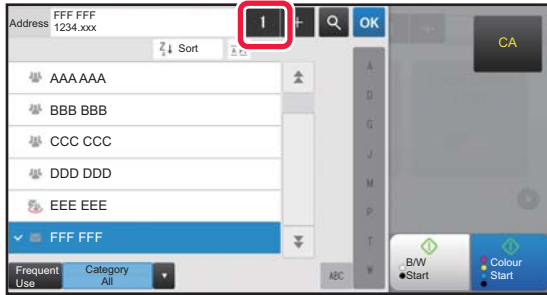 Address FFF FFF
1234.xxx
1
+
OK
CA
Sort
AAA AAA
BBB BBB
CCC CCC
DDD DDD
EEE EEE
FFF FFF
A
D
G
J
M
P
T
W
Frequent
Use
Category
All
ABC
B/W
Start
Colour
Start